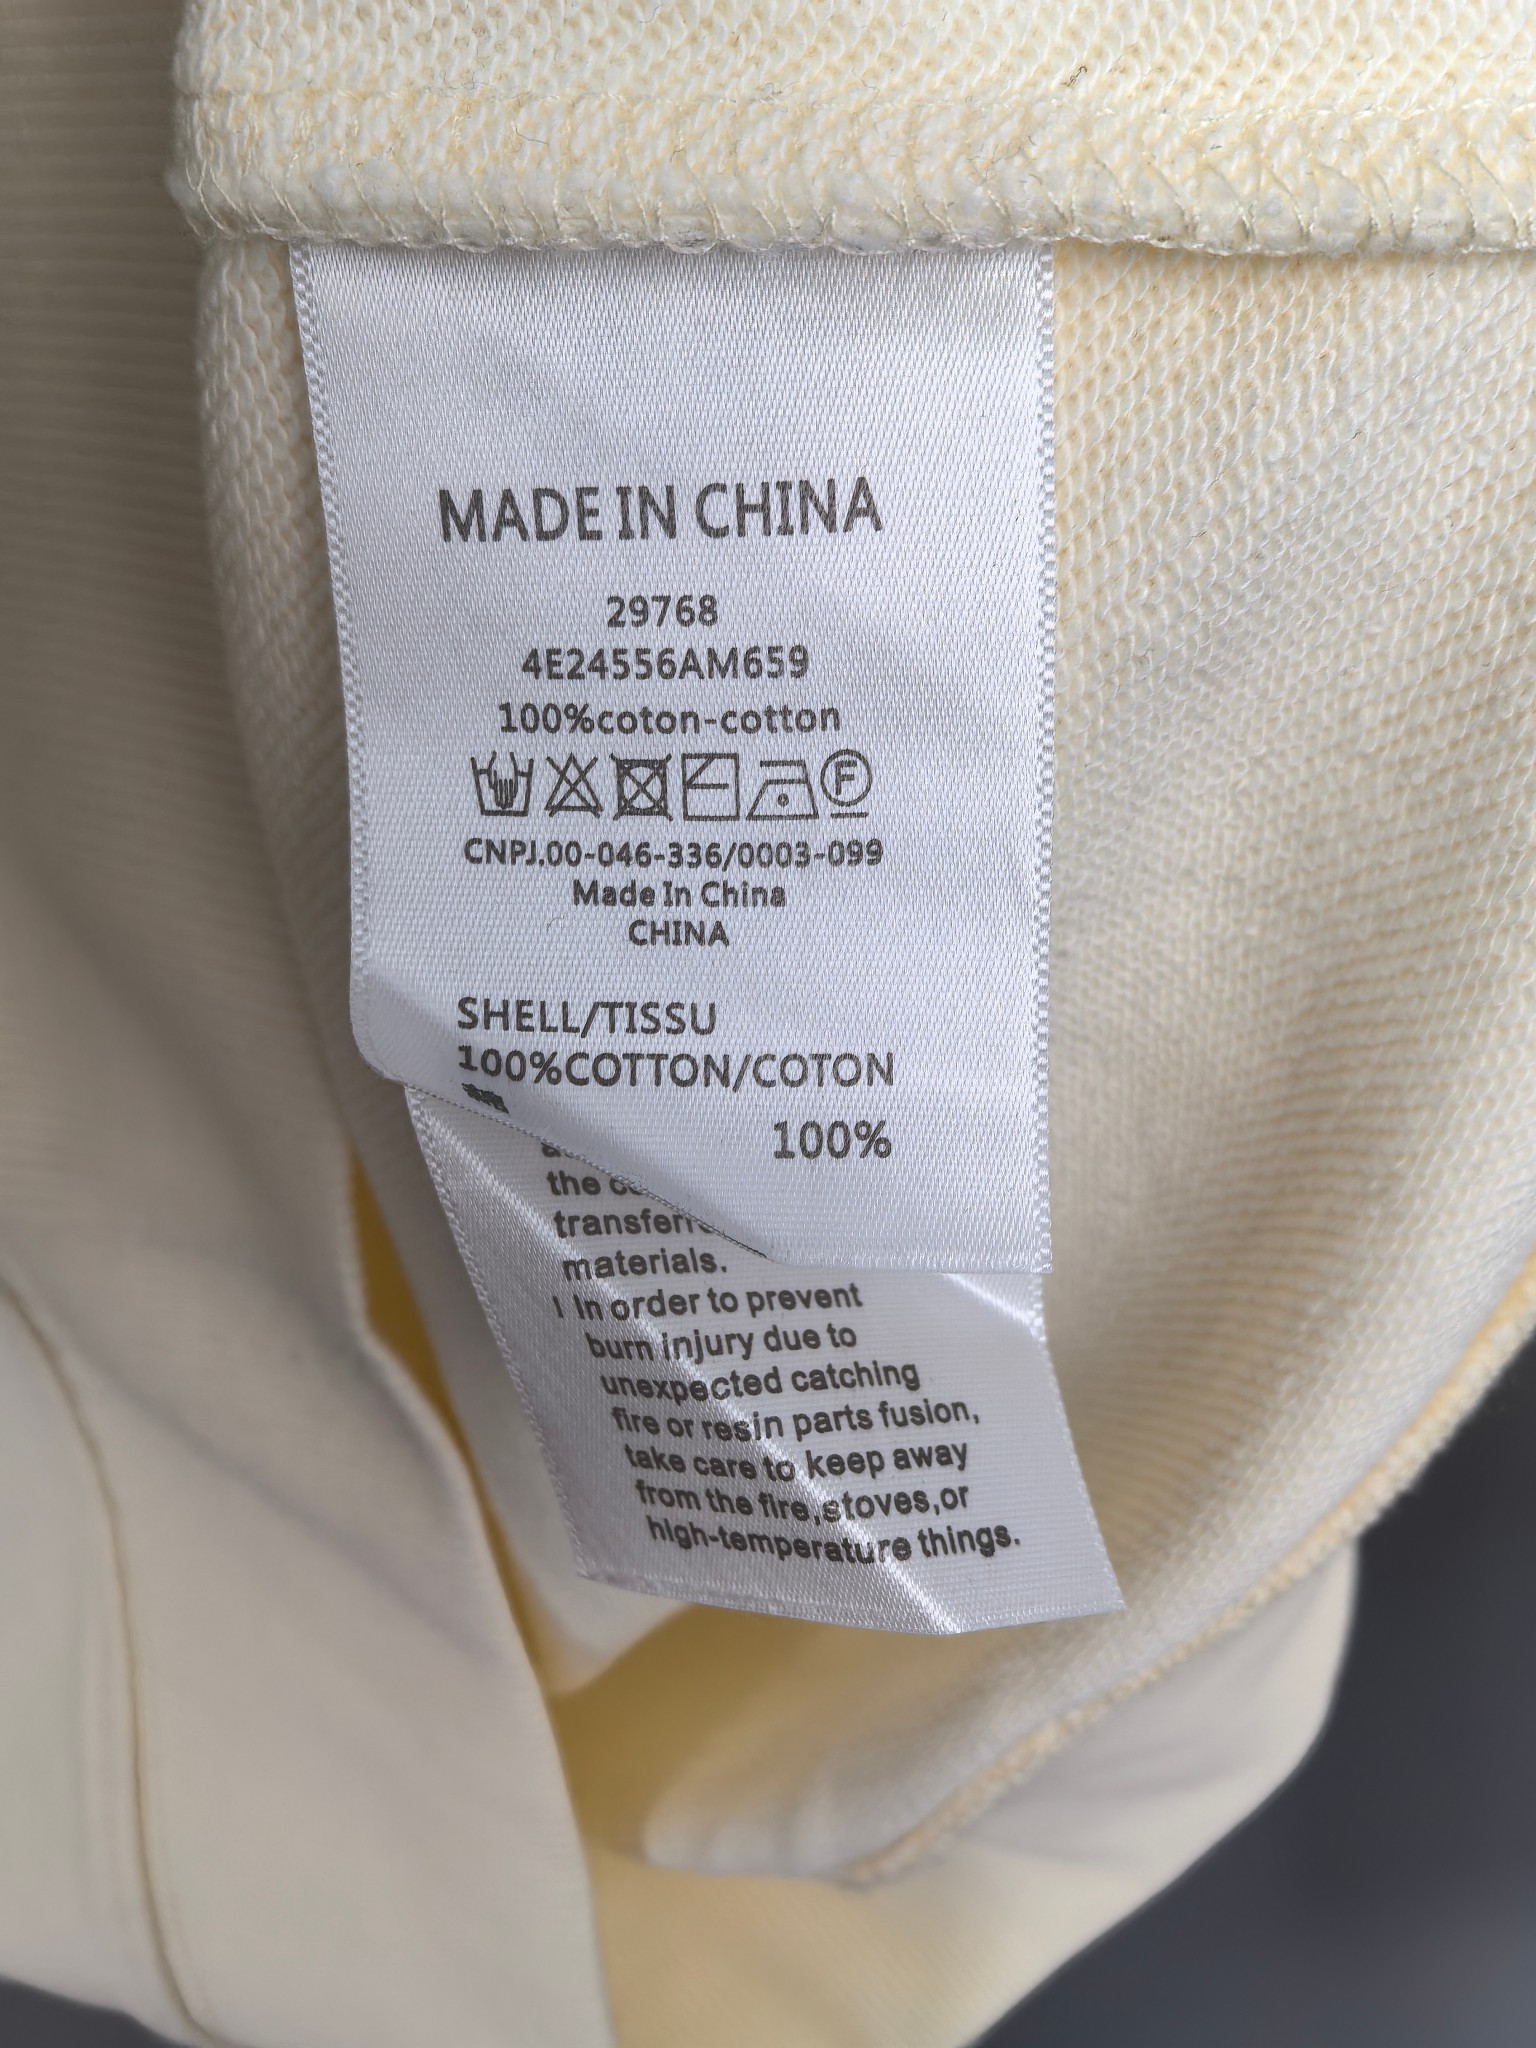 MADE IN CHINA
29768
4E24556AM659
100%coton-cotton
F
CNPJ.00-046-336/0003-099
Made In China
CHINA
SHELL/TISSU
100%COTTON/COTON
100%
the
materials.
In order to prevent
burn injury due to
unexpected catching
fire or resin parts fusion,
take care to keep away
from the fire,stoves,or
high-temperature things.